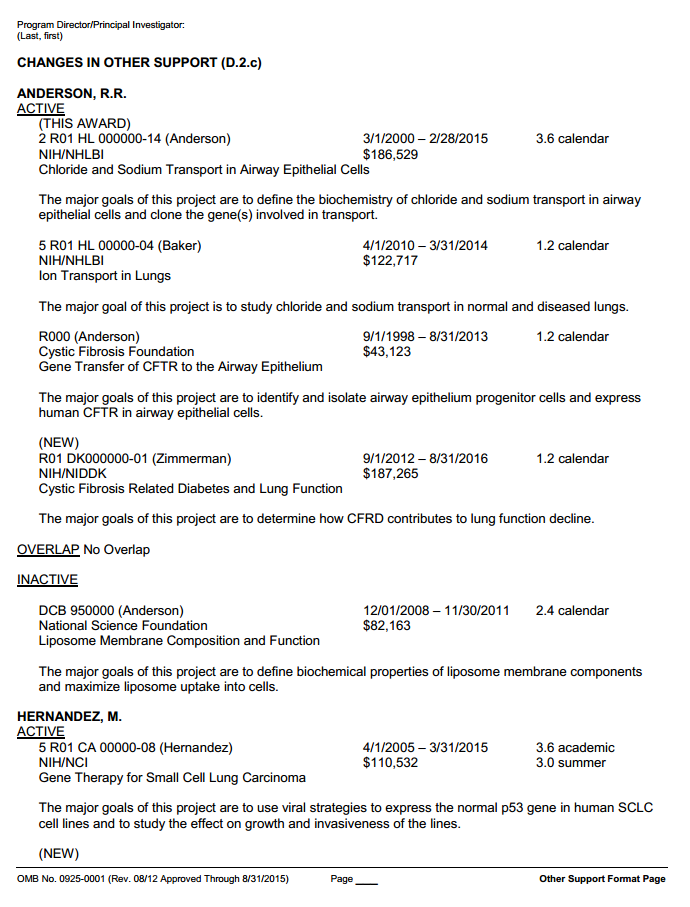 Program Director/Principal Investigator:
(Last, first)
CHANGES IN OTHER SUPPORT (D.2.c)
ANDERSON, R.R.
ACTIVE
(THIS AWARD)
2 R01 HL 000000-14 (Anderson) 3/1/2000 – 2/28/2015 3.6 calendar
NIH/NHLBI $186,529
Chloride and Sodium Transport in Airway Epithelial Cells
The major goals of this project are to define the biochemistry of chloride and sodium transport in airway
epithelial cells and clone the gene(s) involved in transport.
5 R01 HL 00000-04 (Baker) 4/1/2010 – 3/31/2014 1.2 calendar
NIH/NHLBI $122,717
Ion Transport in Lungs
The major goal of this project is to study chloride and sodium transport in normal and diseased lungs.
R000 (Anderson) 9/1/1998 – 8/31/2013 1.2 calendar
Cystic Fibrosis Foundation $43,123
Gene Transfer of CFTR to the Airway Epithelium
The major goals of this project are to identify and isolate airway epithelium progenitor cells and express
human CFTR in airway epithelial cells.
(NEW)
R01 DK000000-01 (Zimmerman) 9/1/2012 – 8/31/2016 1.2 calendar
NIH/NIDDK $187,265
Cystic Fibrosis Related Diabetes and Lung Function
The major goals of this project are to determine how CFRD contributes to lung function decline.
OVERLAP No Overlap
INACTIVE
DCB 950000 (Anderson) 12/01/2008 – 11/30/2011 2.4 calendar
National Science Foundation $82,163
Liposome Membrane Composition and Function
The major goals of this project are to define biochemical properties of liposome membrane components
and maximize liposome uptake into cells.
HERNANDEZ, M.
ACTIVE
5 R01 CA 00000-08 (Hernandez) 4/1/2005 – 3/31/2015 3.6 academic
NIH/NCI $110,532 3.0 summer
Gene Therapy for Small Cell Lung Carcinoma
The major goals of this project are to use viral strategies to express the normal p53 gene in human SCLC
cell lines and to study the effect on growth and invasiveness of the lines.
(NEW)
OMB No. 0925-0001 (Rev. 08/12 Approved Through 8/31/2015) Page ____ Other Support Format Page